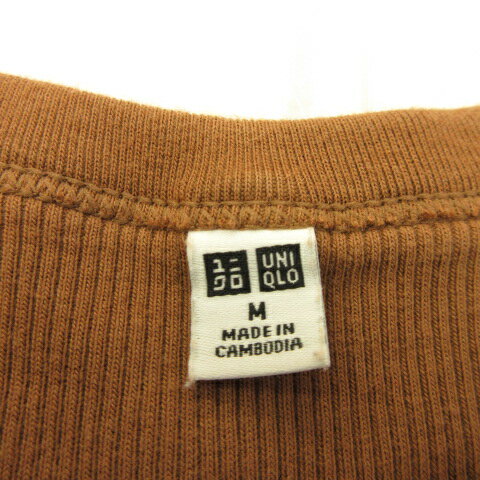 ユニ UNI
クロ QLO
M
MADE IN
CAMBODIA